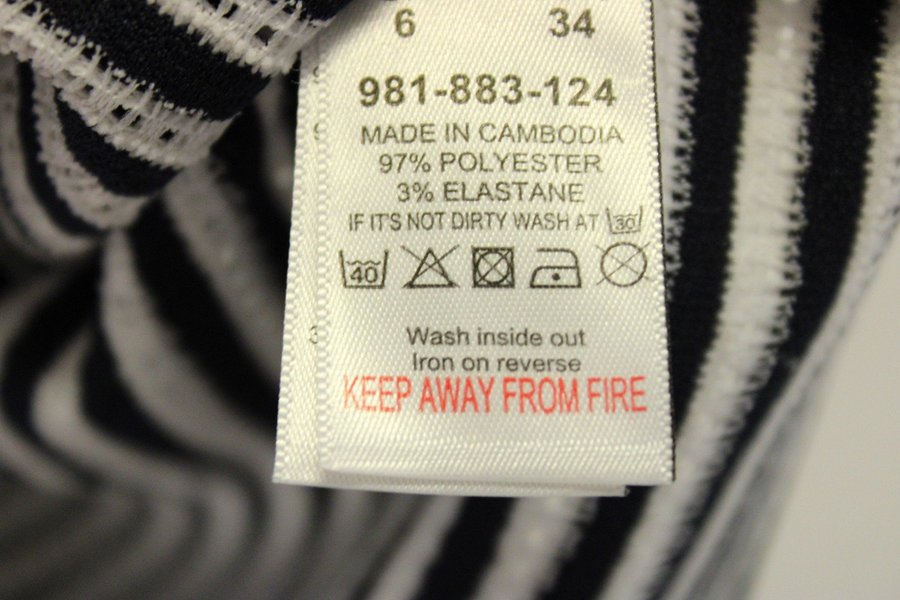 6 34
981-883-124
MADE IN CAMBODIA
97% POLYESTER
3% ELASTANE
IF IT'S NOT DIRTY WASH AT 30
40
Wash inside out
Iron on reverse
KEEP AWAY FROM FIRE